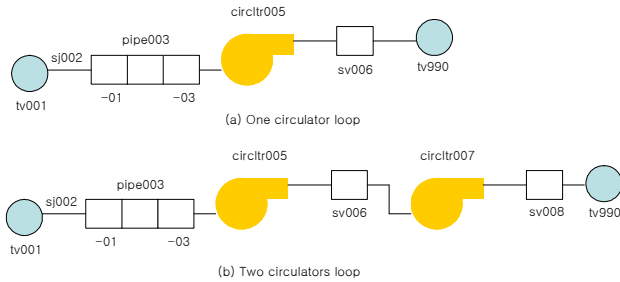 circltr005
pipe003
sj002
tv001
-01
-03
sv006
tv990
(a) One circulator loop
circltr005
circltr007
pipe003
sj002
tv001
-01
-03
sv006
sv008
tv990
(b) Two circulators loop